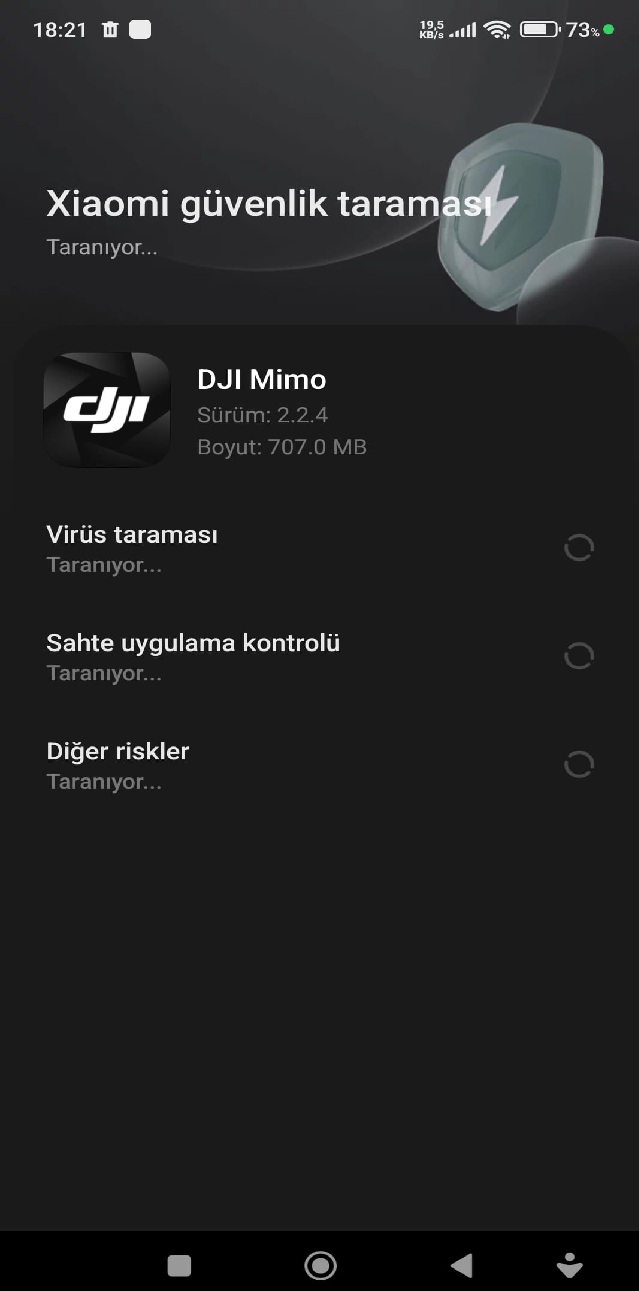 18:21 19,5 KB/s 73%
Xiaomi güvenlik taraması
Taranıyor...
dji
DJI Mimo
Sürüm: 2.2.4
Boyut: 707.0 MB
Virüs taraması
Taranıyor...
Sahte uygulama kontrolü
Taranıyor...
Diğer riskler
Taranıyor...